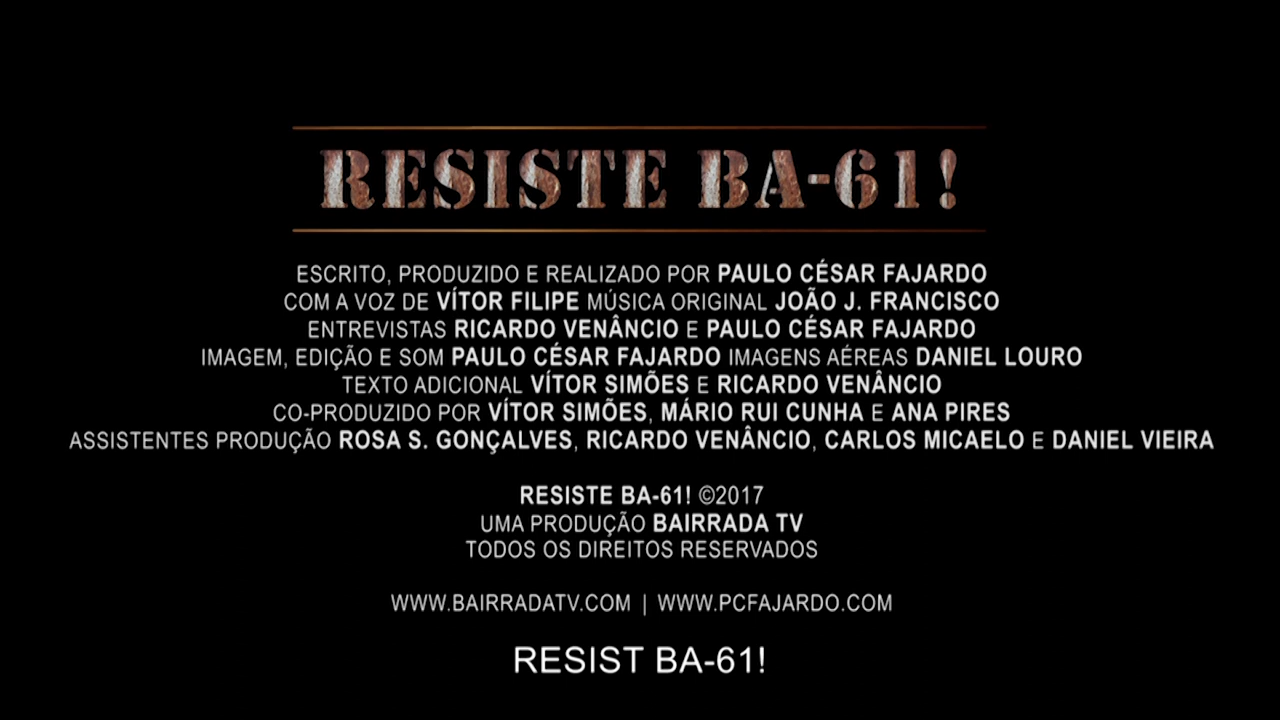 RESISTE BA-61!
ESCRITO, PRODUZIDO E REALIZADO POR PAULO CÉSAR FAJARDO
COM A VOZ DE VÍTOR FILIPE MÚSICA ORIGINAL JOÃO J. FRANCISCO
ENTREVISTAS RICARDO VENÂNCIO E PAULO CÉSAR FAJARDO
IMAGEM, EDIÇÃO E SOM PAULO CÉSAR FAJARDO IMAGENS AÉREAS DANIEL LOURO
TEXTO ADICIONAL VÍTOR SIMÕES E RICARDO VENÂNCIO
CO-PRODUZIDO POR VÍTOR SIMÕES, MÁRIO RUI CUNHA E ANA PIRES
ASSISTENTES PRODUÇÃO ROSA S. GONÇALVES, RICARDO VENÂNCIO, CARLOS MICAELO E DANIEL VIEIRA
RESISTE BA-61! ©2017
UMA PRODUÇÃO BAIRRADA TV
TODOS OS DIREITOS RESERVADOS
WWW.BAIRRADATV.COM | WWW.PCFAJARDO.COM
RESIST BA-61!